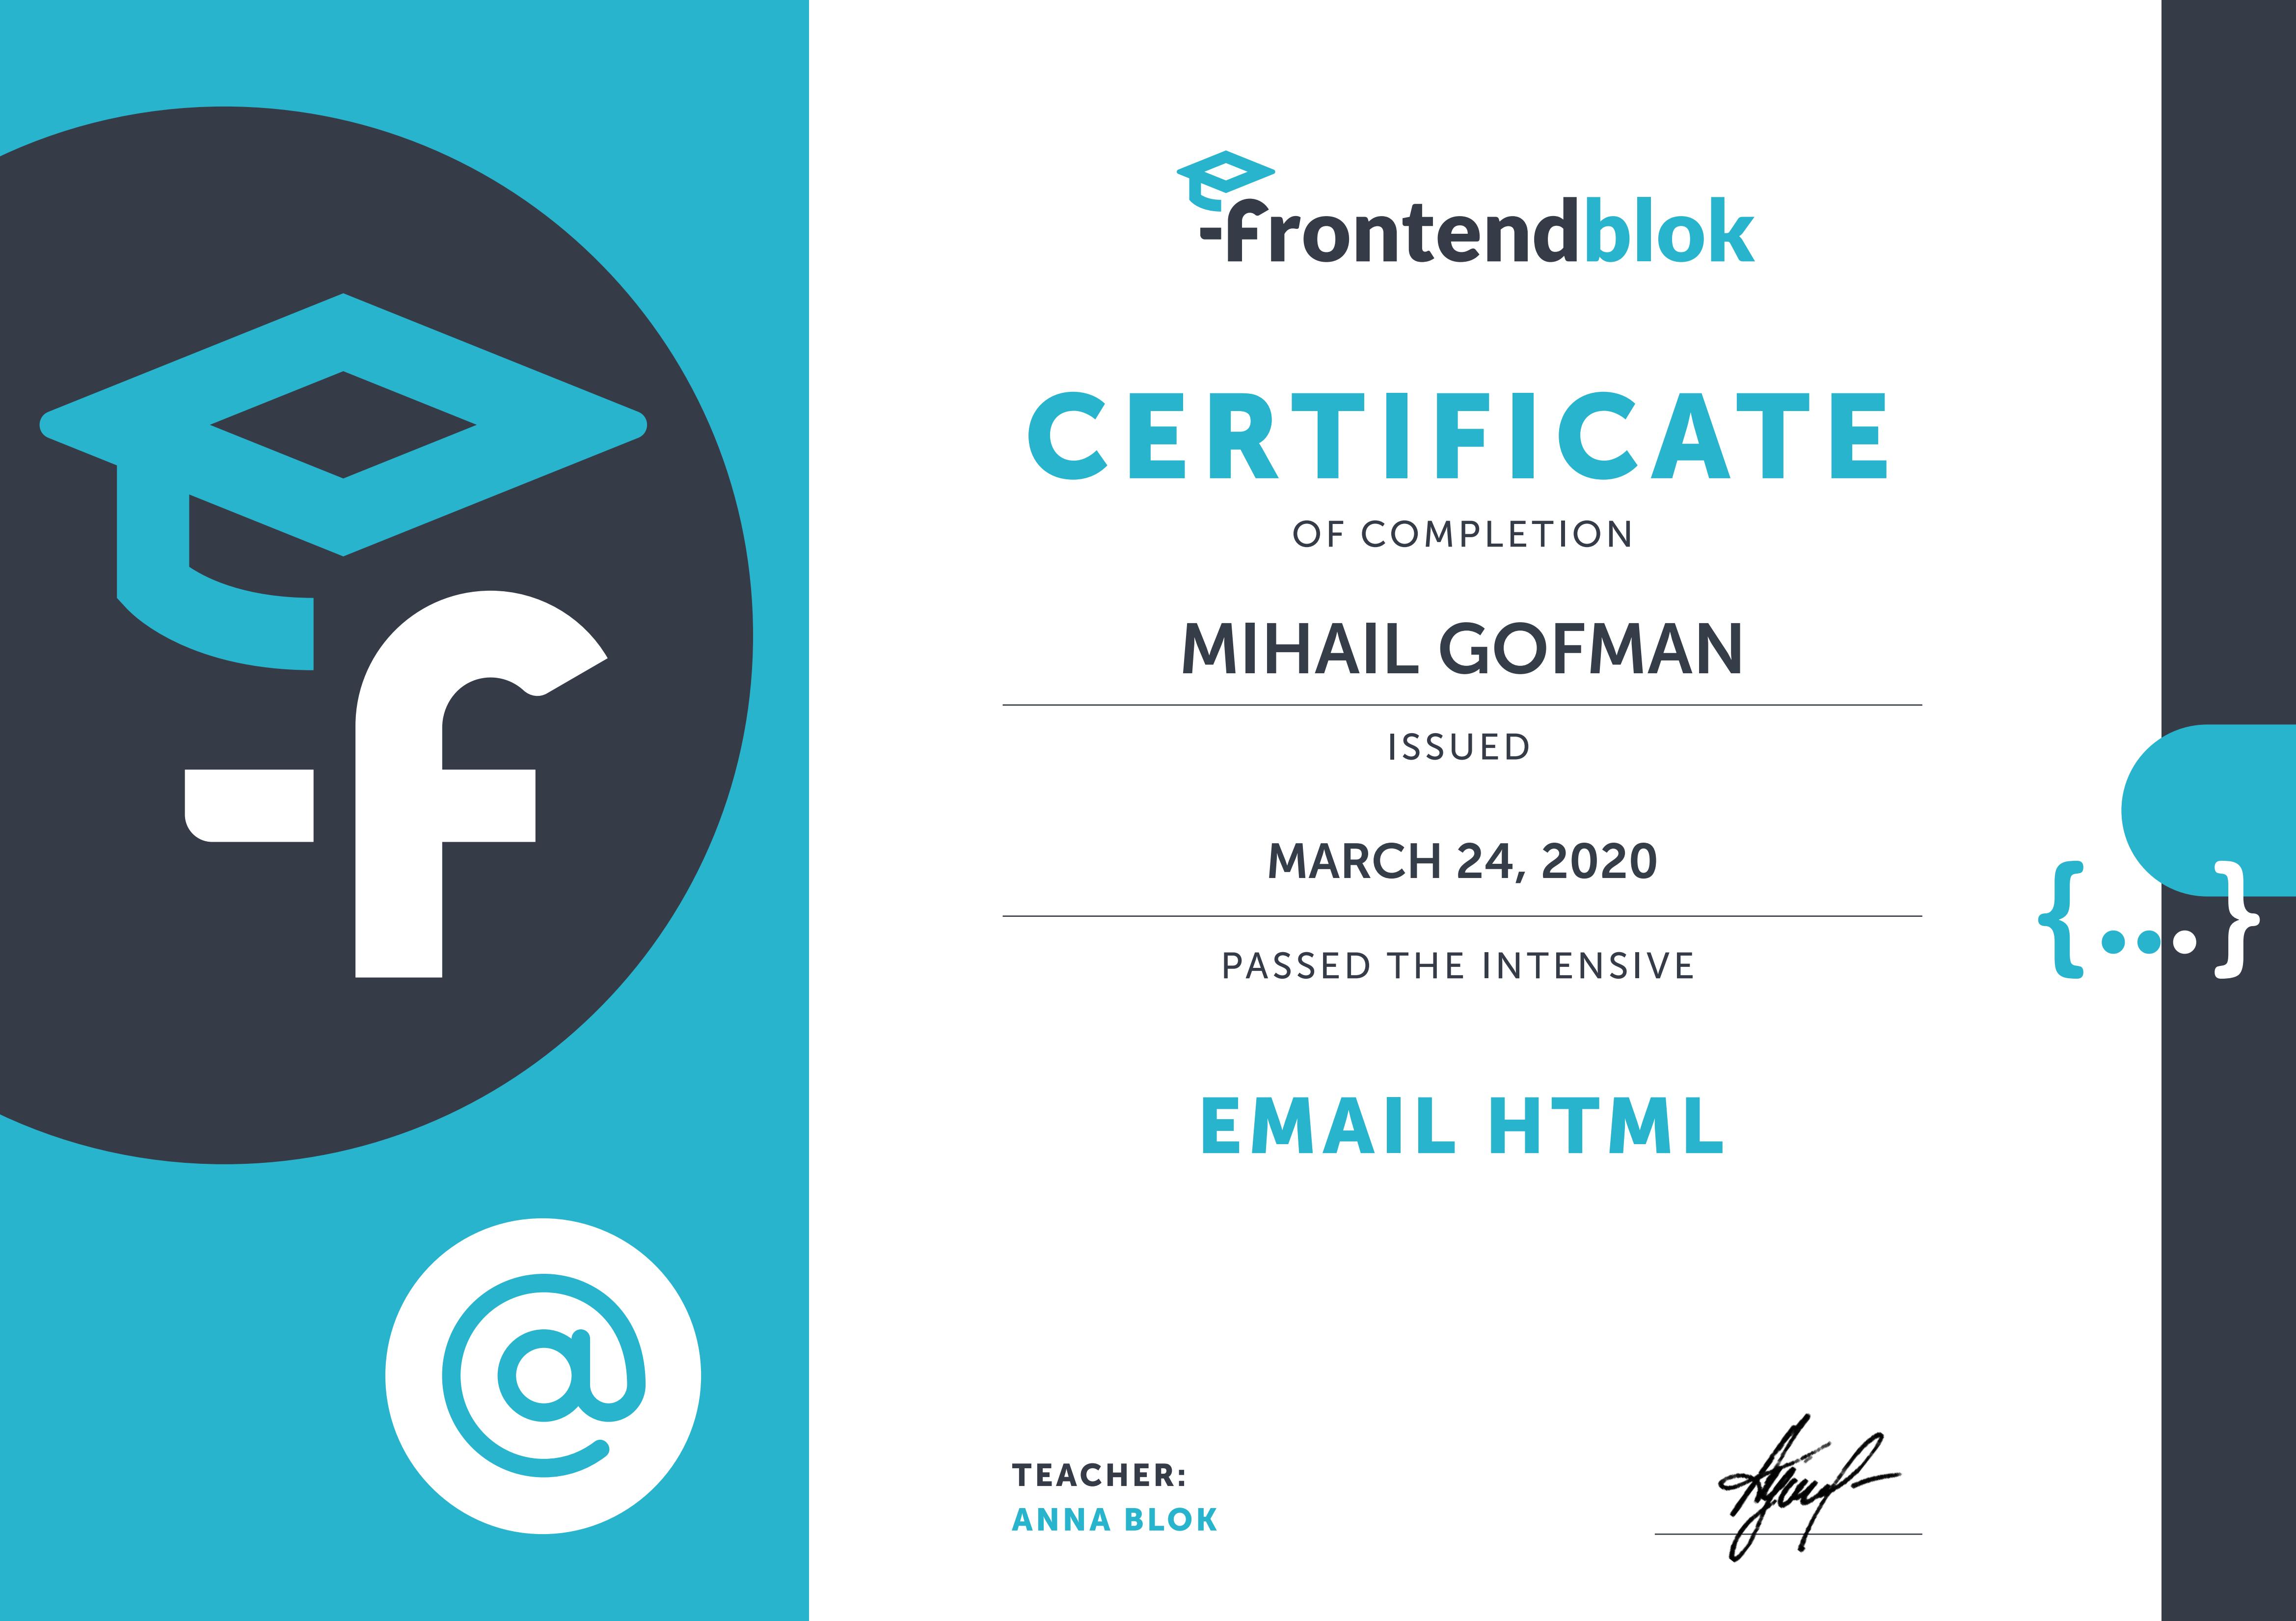 -f
@
-frontendblok
CERTIFICATE
OF COMPLETION
MIHAIL GOFMAN
ISSUED
MARCH 24, 2020
PASSED THE INTENSIVE
{...}
EMAIL HTML
TEACHER:
ANNA BLOK